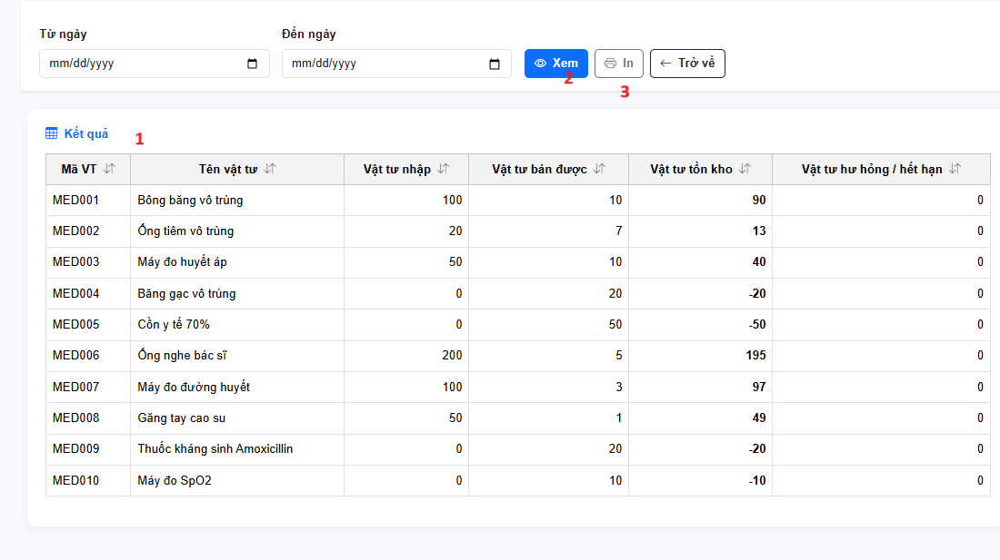 Từ ngày Đến ngày
mm/dd/yyyy mm/dd/yyyy Xem In Trở về
2
3
Kết quả 1
Mã VT Tên vật tư Vật tư nhập Vật tư bán được Vật tư tồn kho Vật tư hư hỏng / hết hạn
MED001 Bông băng vô trùng 100 10 90 0
MED002 Ống tiêm vô trùng 20 7 13 0
MED003 Máy đo huyết áp 50 10 40 0
MED004 Băng gạc vô trùng 0 20 -20 0
MED005 Cồn y tế 70% 0 50 -50 0
MED006 Ống nghe bác sĩ 200 5 195 0
MED007 Máy đo đường huyết 100 3 97 0
MED008 Găng tay cao su 50 1 49 0
MED009 Thuốc kháng sinh Amoxicillin 0 20 -20 0
MED010 Máy đo SpO2 0 10 -10 0